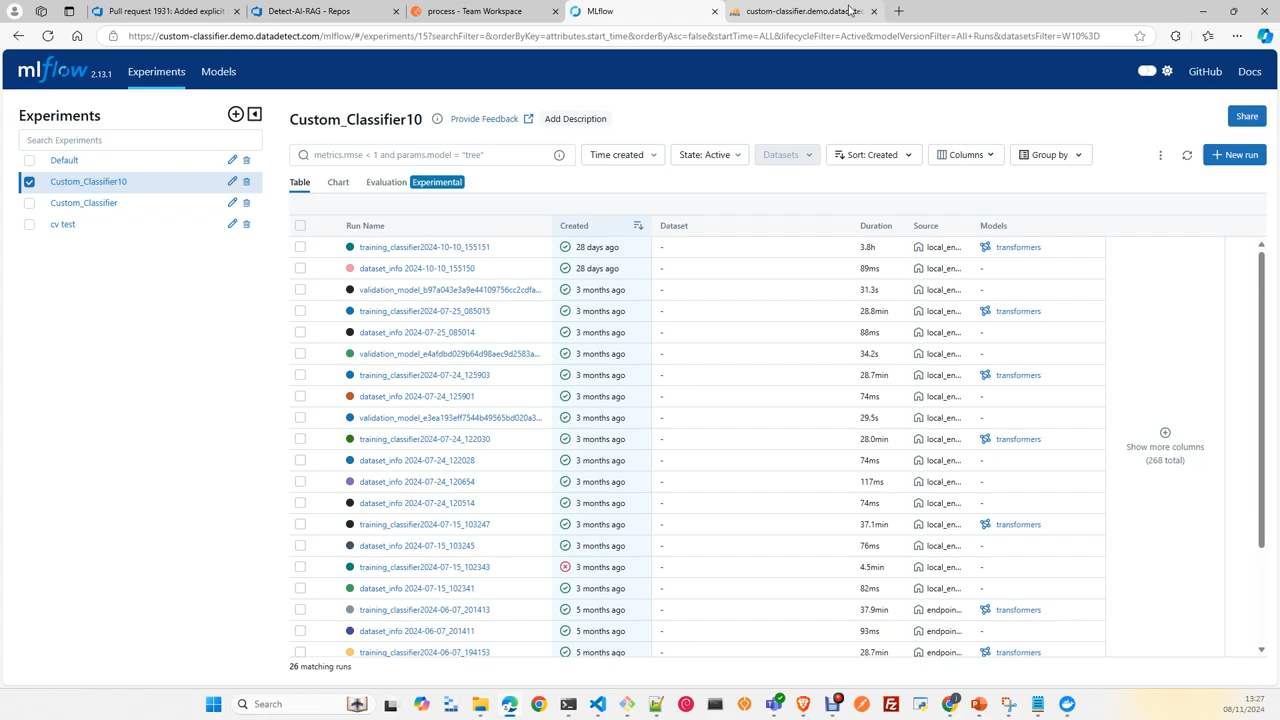 Pull request 1931: Added explicit
Detect-AI-RAG - Repos
process - Team Workspace
MLflow
custom-classifier.demo.datadetec
https://custom-classifier.demo.datadetect.com/mlflow/#/experiments/15?searchFilter=&orderByKey=attributes.start_time&orderByAsc=false&startTime=ALL&lifecycleFilter=Active&modelVersionFilter=All+Runs&datasetsFilter=W10%3D
mlflow 2.13.1 Experiments Models GitHub Docs
Experiments
Search Experiments
Default
Custom_Classifier10
Custom_Classifier
cv test
Custom_Classifier10 Provide Feedback Add Description Share
metrics.rmse < 1 and params.model = "tree" Time created State: Active Datasets Sort: Created Columns Group by New run
Table Chart Evaluation Experimental
Run Name Created Dataset Duration Source Models
training_classifier2024-10-10_155151 28 days ago - 3.8h local_en... transformers
dataset_info 2024-10-10_155150 28 days ago - 89ms local_en... -
validation_model_b97a043e3a9e44109756cc2cdfa... 3 months ago - 31.3s local_en... -
training_classifier2024-07-25_085015 3 months ago - 28.8min local_en... transformers
dataset_info 2024-07-25_085014 3 months ago - 88ms local_en... -
validation_model_e4afdbd029b64d98aec9d2583a... 3 months ago - 34.2s local_en... -
training_classifier2024-07-24_125903 3 months ago - 28.7min local_en... transformers
dataset_info 2024-07-24_125901 3 months ago - 74ms local_en... -
validation_model_e3ea193eff7544b49565bd020a3... 3 months ago - 29.5s local_en... -
training_classifier2024-07-24_122030 3 months ago - 28.0min local_en... transformers
dataset_info 2024-07-24_122028 3 months ago - 74ms local_en... -
dataset_info 2024-07-24_120654 3 months ago - 117ms local_en... -
dataset_info 2024-07-24_120514 3 months ago - 74ms local_en... -
training_classifier2024-07-15_103247 3 months ago - 37.1min local_en... transformers
dataset_info 2024-07-15_103245 3 months ago - 76ms local_en... -
training_classifier2024-07-15_102343 3 months ago - 4.5min local_en... -
dataset_info 2024-07-15_102341 3 months ago - 82ms local_en... -
training_classifier2024-06-07_201413 5 months ago - 37.9min endpoin... transformers
dataset_info 2024-06-07_201411 5 months ago - 93ms endpoin... -
training_classifier2024-06-07_194153 5 months ago - 28.7min endpoin... transformers
Show more columns
(268 total)
26 matching runs
Search
13:27
08/11/2024